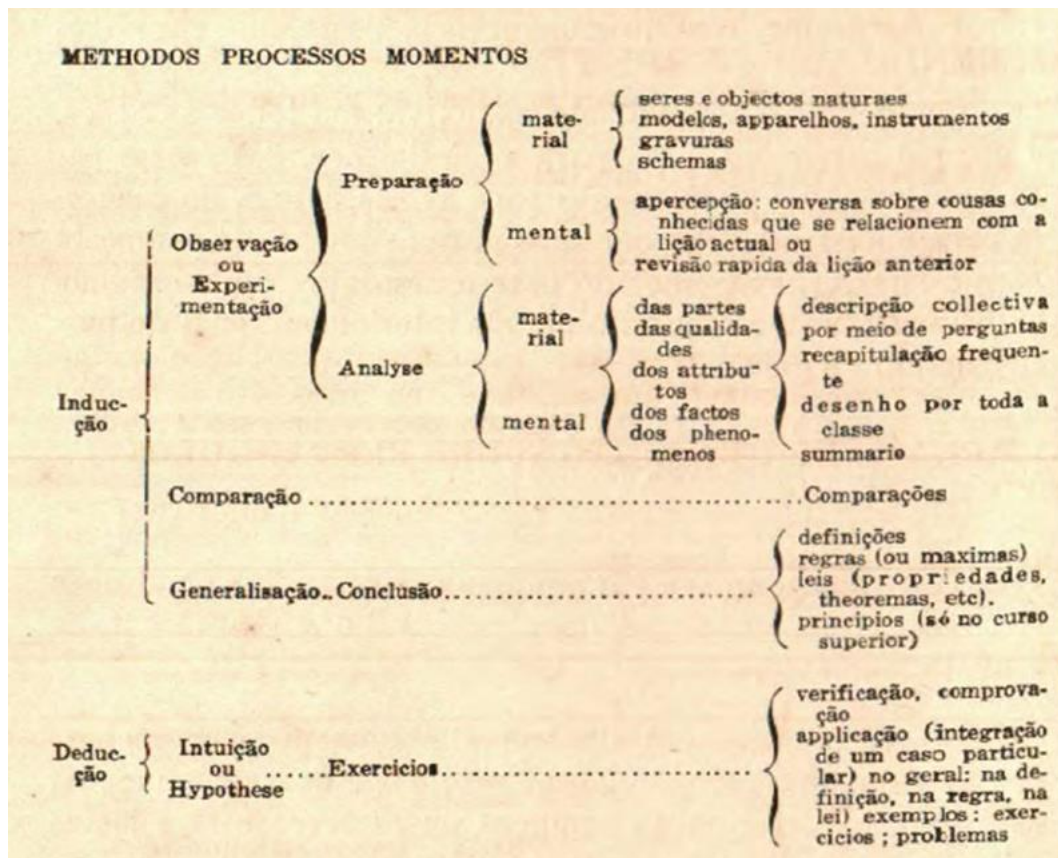 METHODOS PROCESSOS MOMENTOS
Inducção
Observação
ou
Experi-
mentação
Preparação
mate-
rial
seres e objectos naturaes
modelos, apparelhos, instrumentos
gravuras
schemas
mental
apercepção: conversa sobre cousas co-
nhecidas que se relacionem com a
lição actual ou
revisão rapida da lição anterior
Analyse
mate-
rial
mental
das partes
das qualida-
des
dos attribu-
tos
dos factos
dos pheno-
menos
descripção collectiva
por meio de perguntas
recapitulação frequen-
te
desenho por toda a
classe
summario
Comparação......Comparações
Generalisação..Conclusão......
definições
regras (ou maximas)
leis (propriedades,
theoremas, etc).
principios (só no curso
superior)
Deduc-
ção
Intuição
ou
Hypothese
......Exercicios......
verificação, comprova-
ção
applicação (integração
de um caso particu-
lar) no geral: na de-
finição, na regra, na
lei) exemplos: exer-
cicios ; problemas